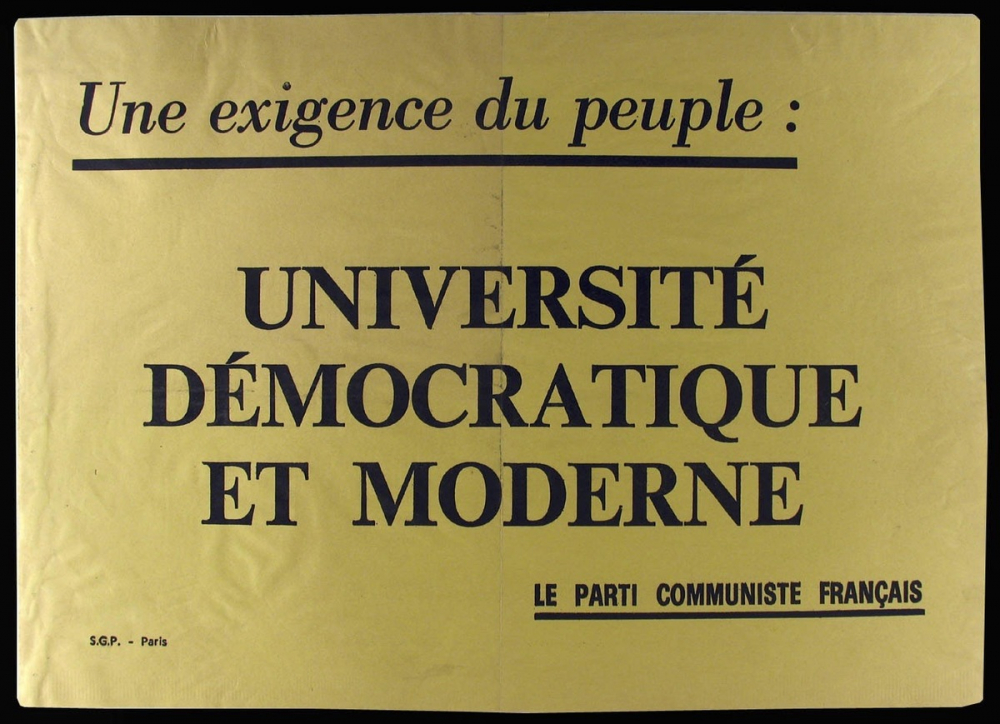 Une exigence du peuple :
UNIVERSITÉ
DÉMOCRATIQUE
ET MODERNE
LE PARTI COMMUNISTE FRANÇAIS
S.G.P. - Paris